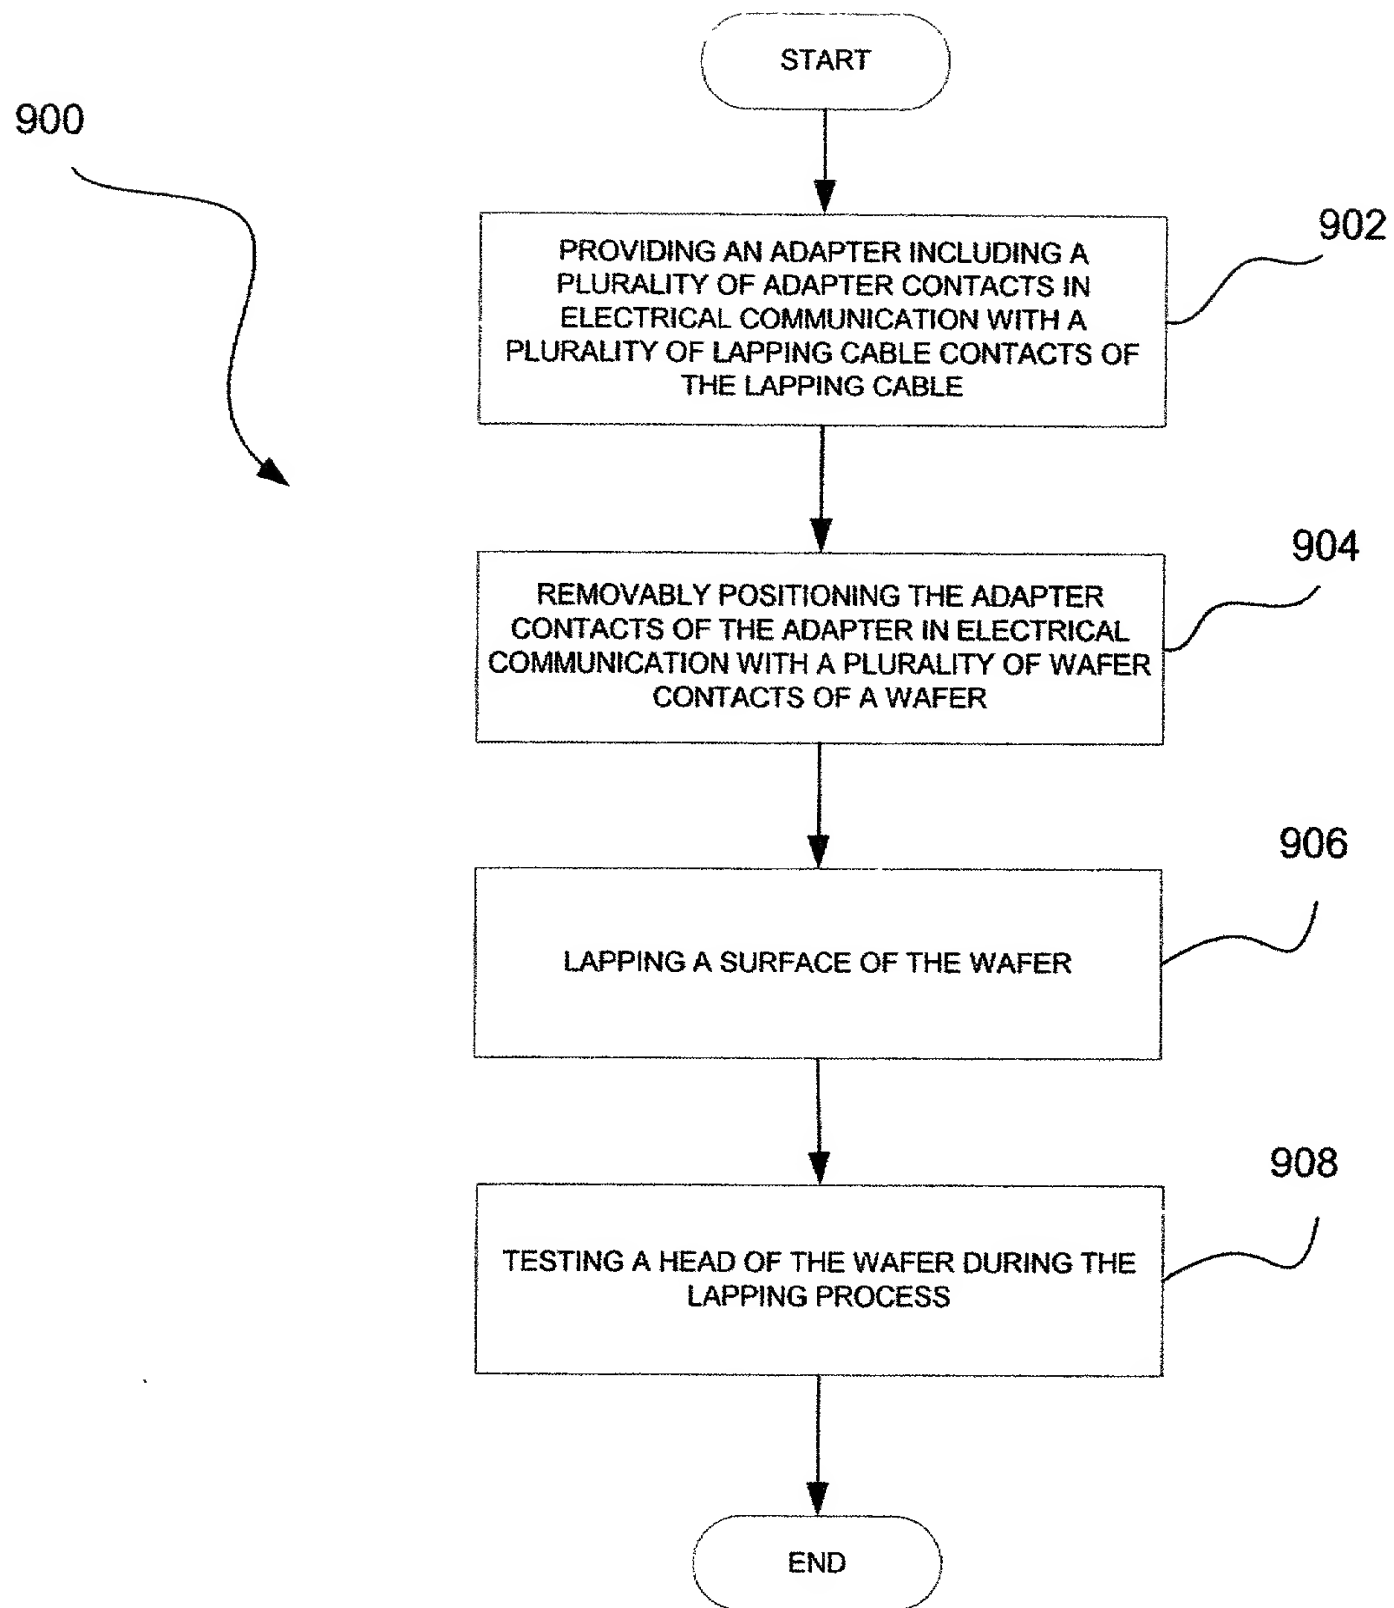 START
900
902
PROVIDING AN ADAPTER INCLUDING A
PLURALITY OF ADAPTER CONTACTS IN
ELECTRICAL COMMUNICATION WITH A
PLURALITY OF LAPPING CABLE CONTACTS OF
THE LAPPING CABLE
904
REMOVABLY POSITIONING THE ADAPTER
CONTACTS OF THE ADAPTER IN ELECTRICAL
COMMUNICATION WITH A PLURALITY OF WAFER
CONTACTS OF A WAFER
906
LAPPING A SURFACE OF THE WAFER
908
TESTING A HEAD OF THE WAFER DURING THE
LAPPING PROCESS
END